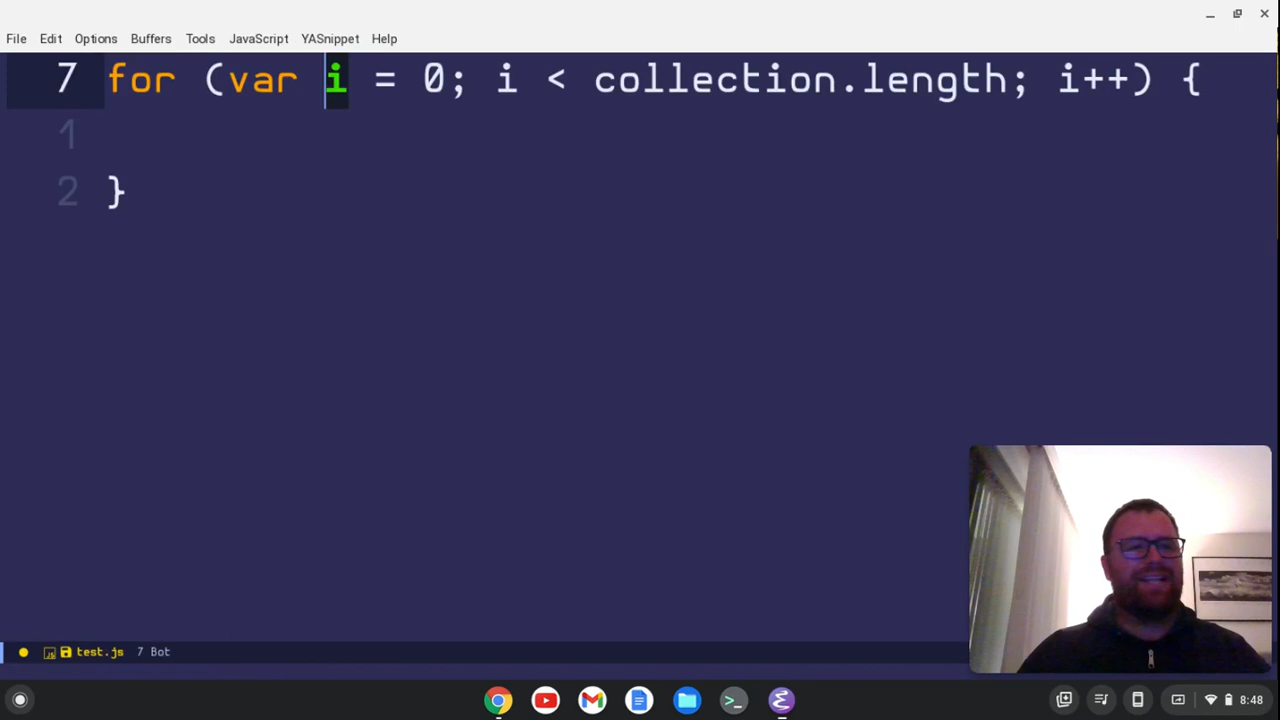 File Edit Options Buffers Tools JavaScript YASnippet Help
7 for (var i = 0; i < collection.length; i++) {
1
2 }
test.js 7 Bot
8:48